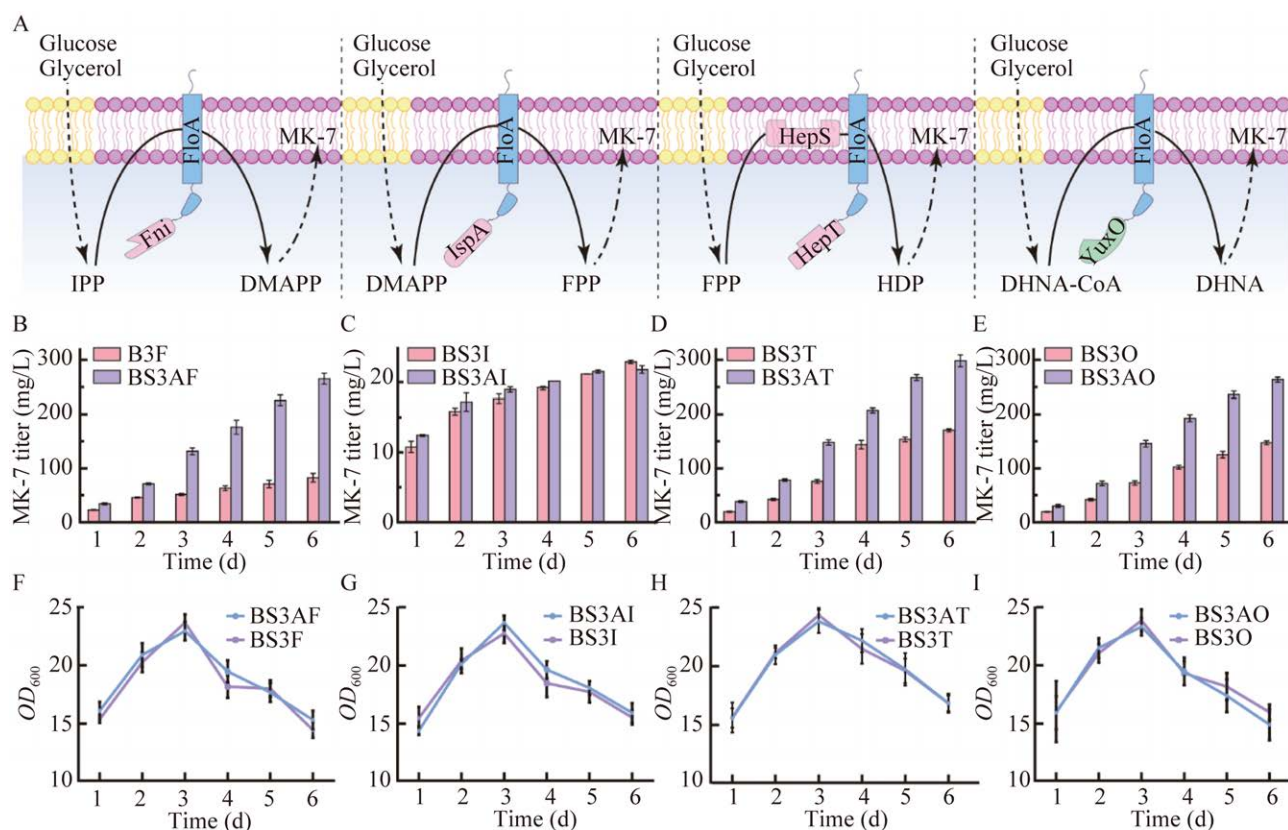 A
Glucose
Glycerol
FloA
MK-7
Fni
IPP
DMAPP
Glucose
Glycerol
FloA
MK-7
IspA
DMAPP
FPP
Glucose
Glycerol
HepS
FloA
MK-7
HepT
FPP
HDP
Glucose
Glycerol
FloA
MK-7
YuxO
DHNA-CoA
DHNA
B
MK-7 titer (mg/L)
300
200
100
0
B3F
BS3AF
1 2 3 4 5 6
Time (d)
C
MK-7 titer (mg/L)
20
10
0
BS3I
BS3AI
1 2 3 4 5 6
Time (d)
D
MK-7 titer (mg/L)
300
200
100
0
BS3T
BS3AT
1 2 3 4 5 6
Time (d)
E
MK-7 titer (mg/L)
300
200
100
0
BS3O
BS3AO
1 2 3 4 5 6
Time (d)
F
OD600
25
20
15
10
BS3AF
BS3F
1 2 3 4 5 6
Time (d)
G
OD600
25
20
15
10
BS3AI
BS3I
1 2 3 4 5 6
Time (d)
H
OD600
25
20
15
10
BS3AT
BS3T
1 2 3 4 5 6
Time (d)
I
OD600
25
20
15
10
BS3AO
BS3O
1 2 3 4 5 6
Time (d)